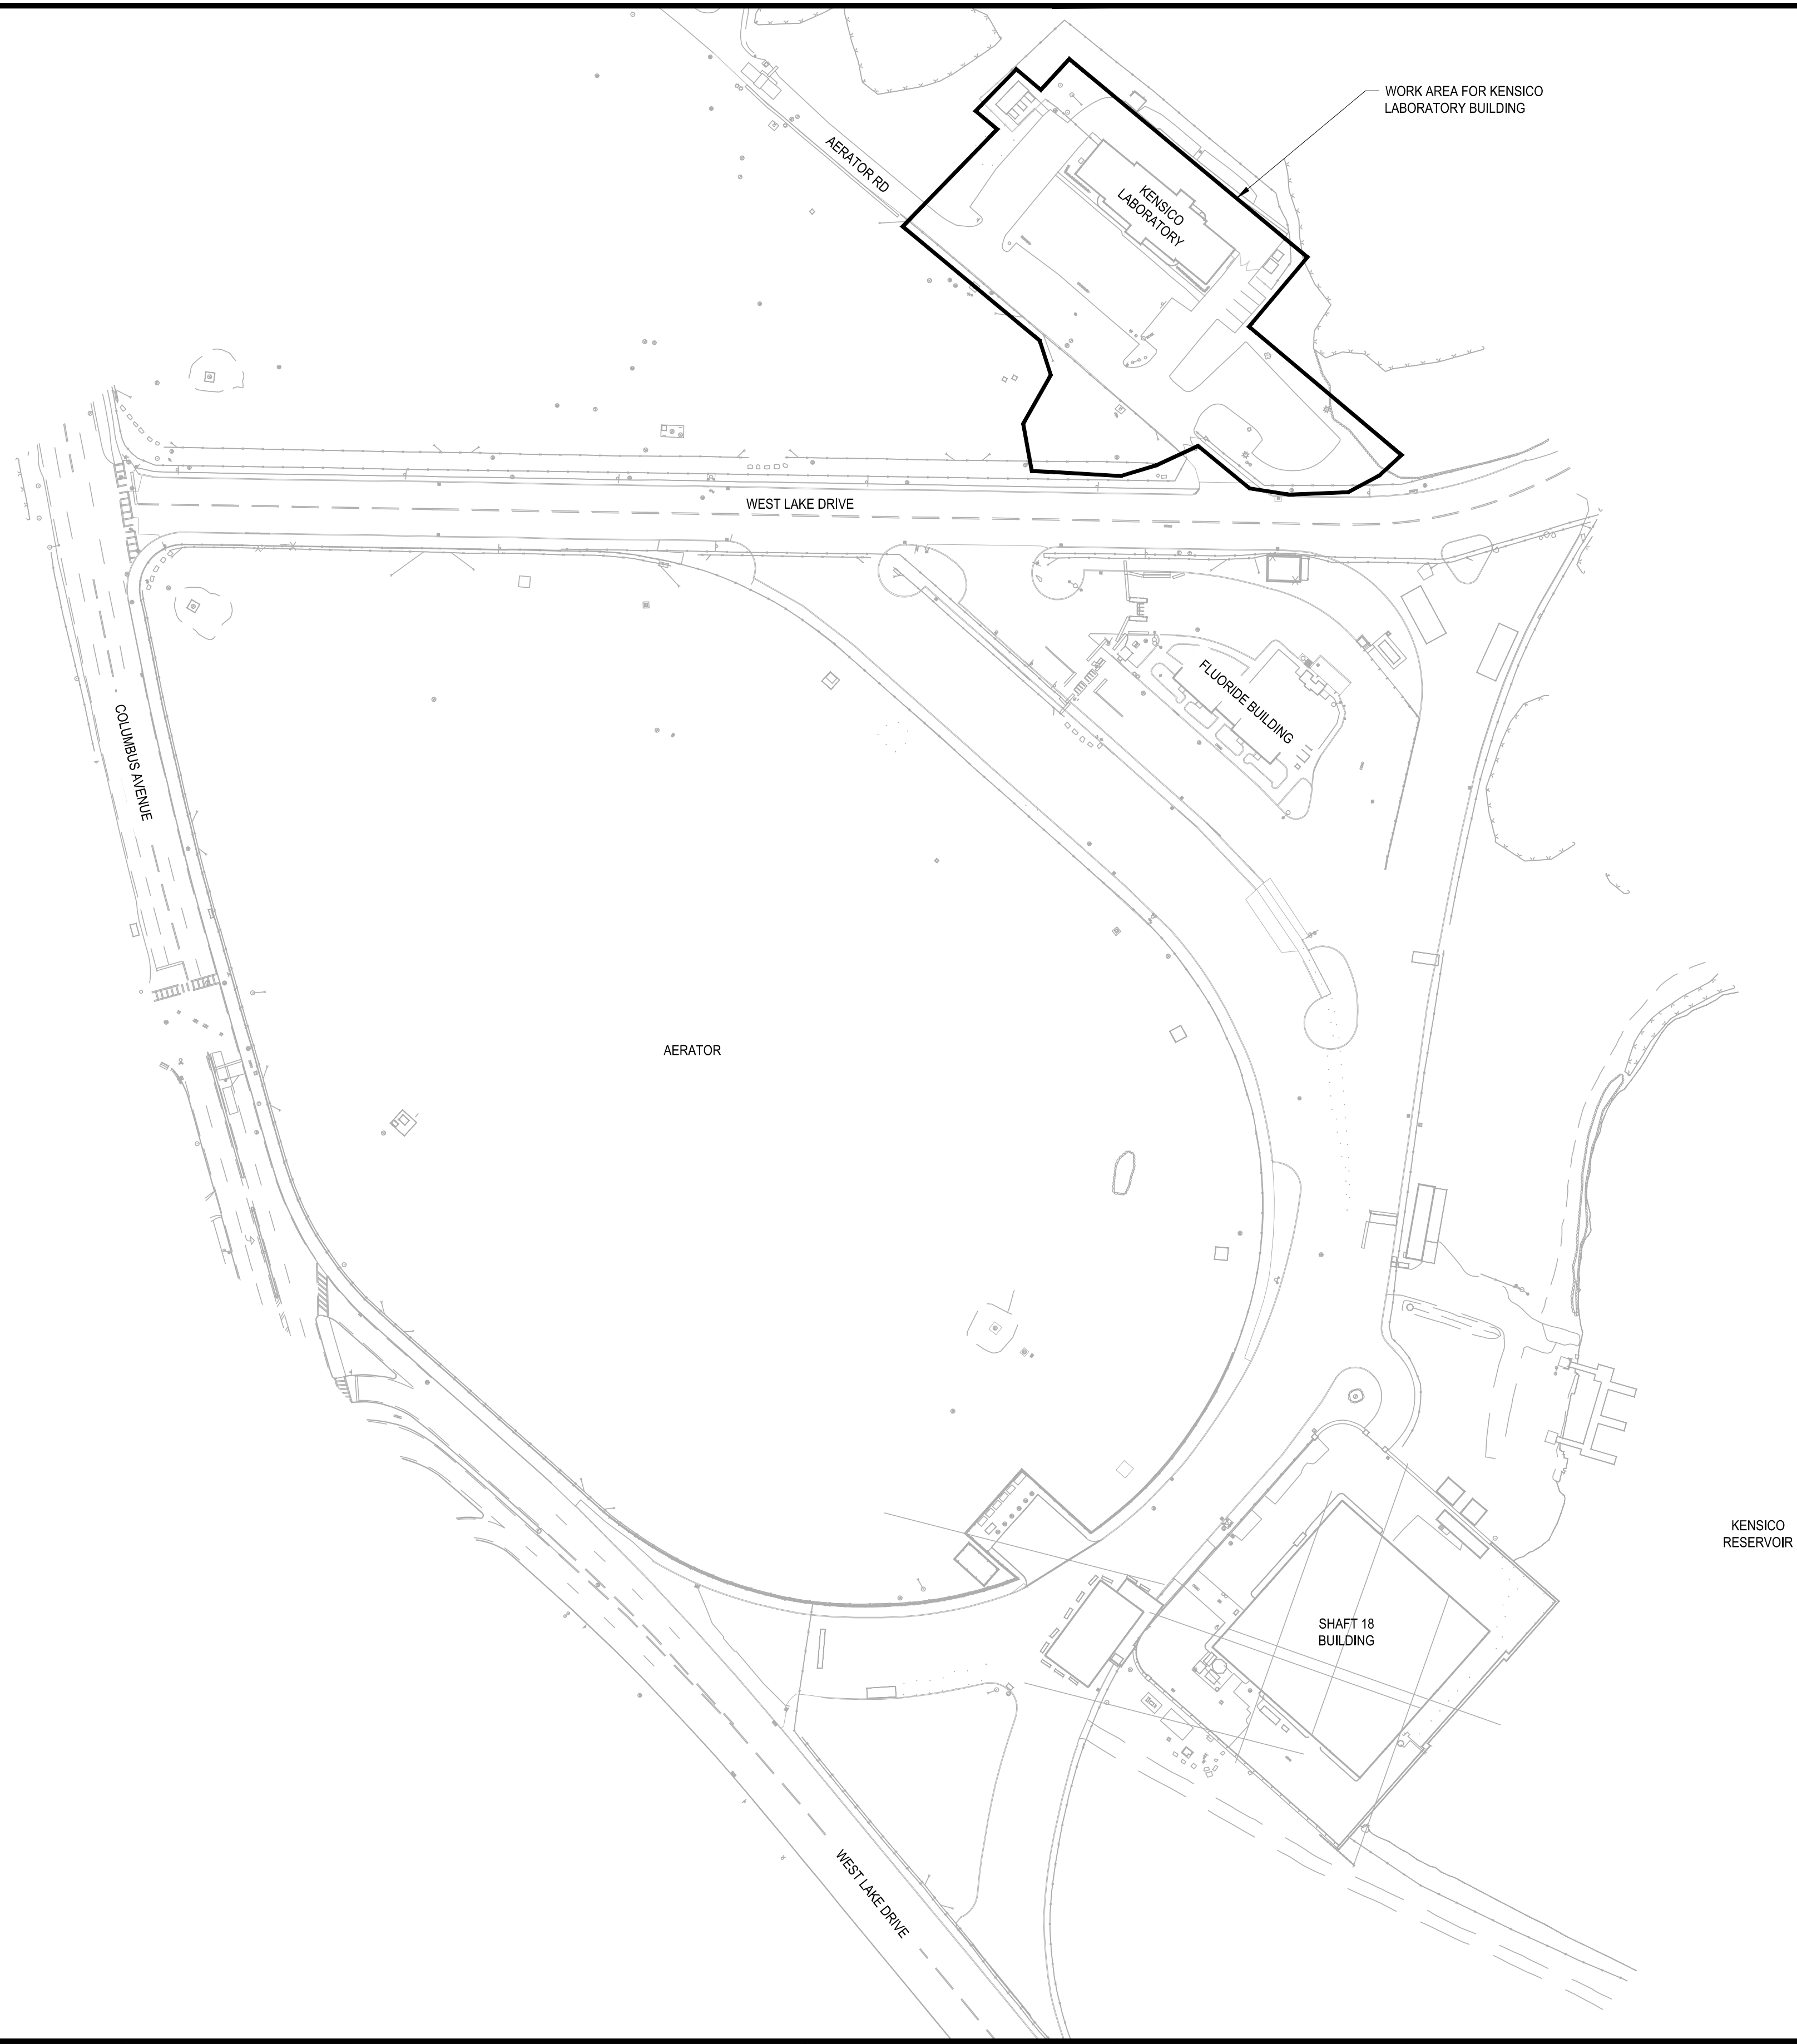 WORK AREA FOR KENSICO
LABORATORY BUILDING
AERATOR RD
KENSICO
LABORATORY
WEST LAKE DRIVE
FLUORIDE BUILDING
COLUMBUS AVENUE
AERATOR
KENSICO
RESERVOIR
SHAFT 18
BUILDING
WEST LAKE DRIVE